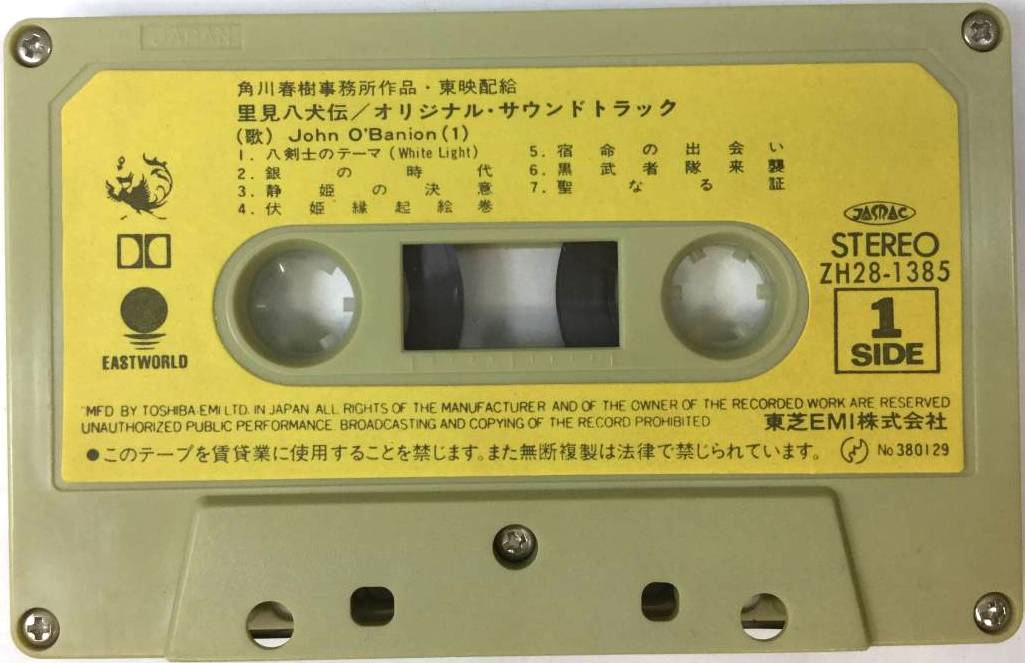 JAPAN
角川春樹事務所作品・東映配給
里見八犬伝／オリジナル・サウンドトラック
(歌) John O'Banion (1)
1. 八剣士のテーマ (White Light)
2. 銀の時代
3. 静姫の決意
4. 伏姫縁起絵巻
5. 宿命の出会い
6. 黒武者隊来襲
7. 聖なる証
JASRAC
STEREO
ZH28-1385
1
SIDE
EASTWORLD
"MFD BY TOSHIBA EMI LTD. IN JAPAN ALL RIGHTS OF THE MANUFACTURER AND OF THE OWNER OF THE RECORDED WORK ARE RESERVED
UNAUTHORIZED PUBLIC PERFORMANCE BROADCASTING AND COPYING OF THE RECORD PROHIBITED
東芝EMI株式会社
●このテープを賃貸業に使用することを禁じます。また無断複製は法律で禁じられています。
No 380129